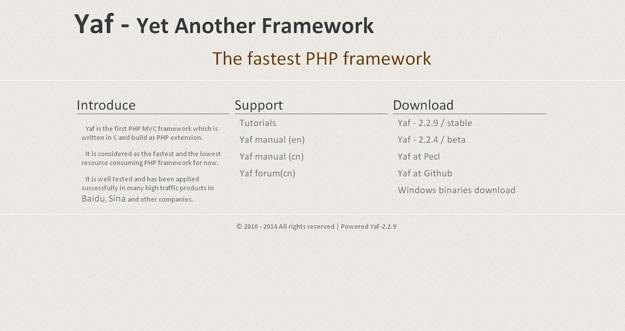 Yaf - Yet Another Framework
The fastest PHP framework
Introduce
Yaf is the first PHP MVC framework which is
written in C and build as PHP extension.
It is considered as the fastest and the lowest
resource consuming PHP framework for now.
It is well tested and has been applied
successfully in many high traffic products in
Baidu, Sina and other companies.
Support
Tutorials
Yaf manual (en)
Yaf manual (cn)
Yaf forum(cn)
Download
Yaf - 2.2.9 / stable
Yaf - 2.2.4 / beta
Yaf at Pecl
Yaf at Github
Windows binaries download
© 2010 - 2014 All rights reserved | Powered Yaf-2.2.9